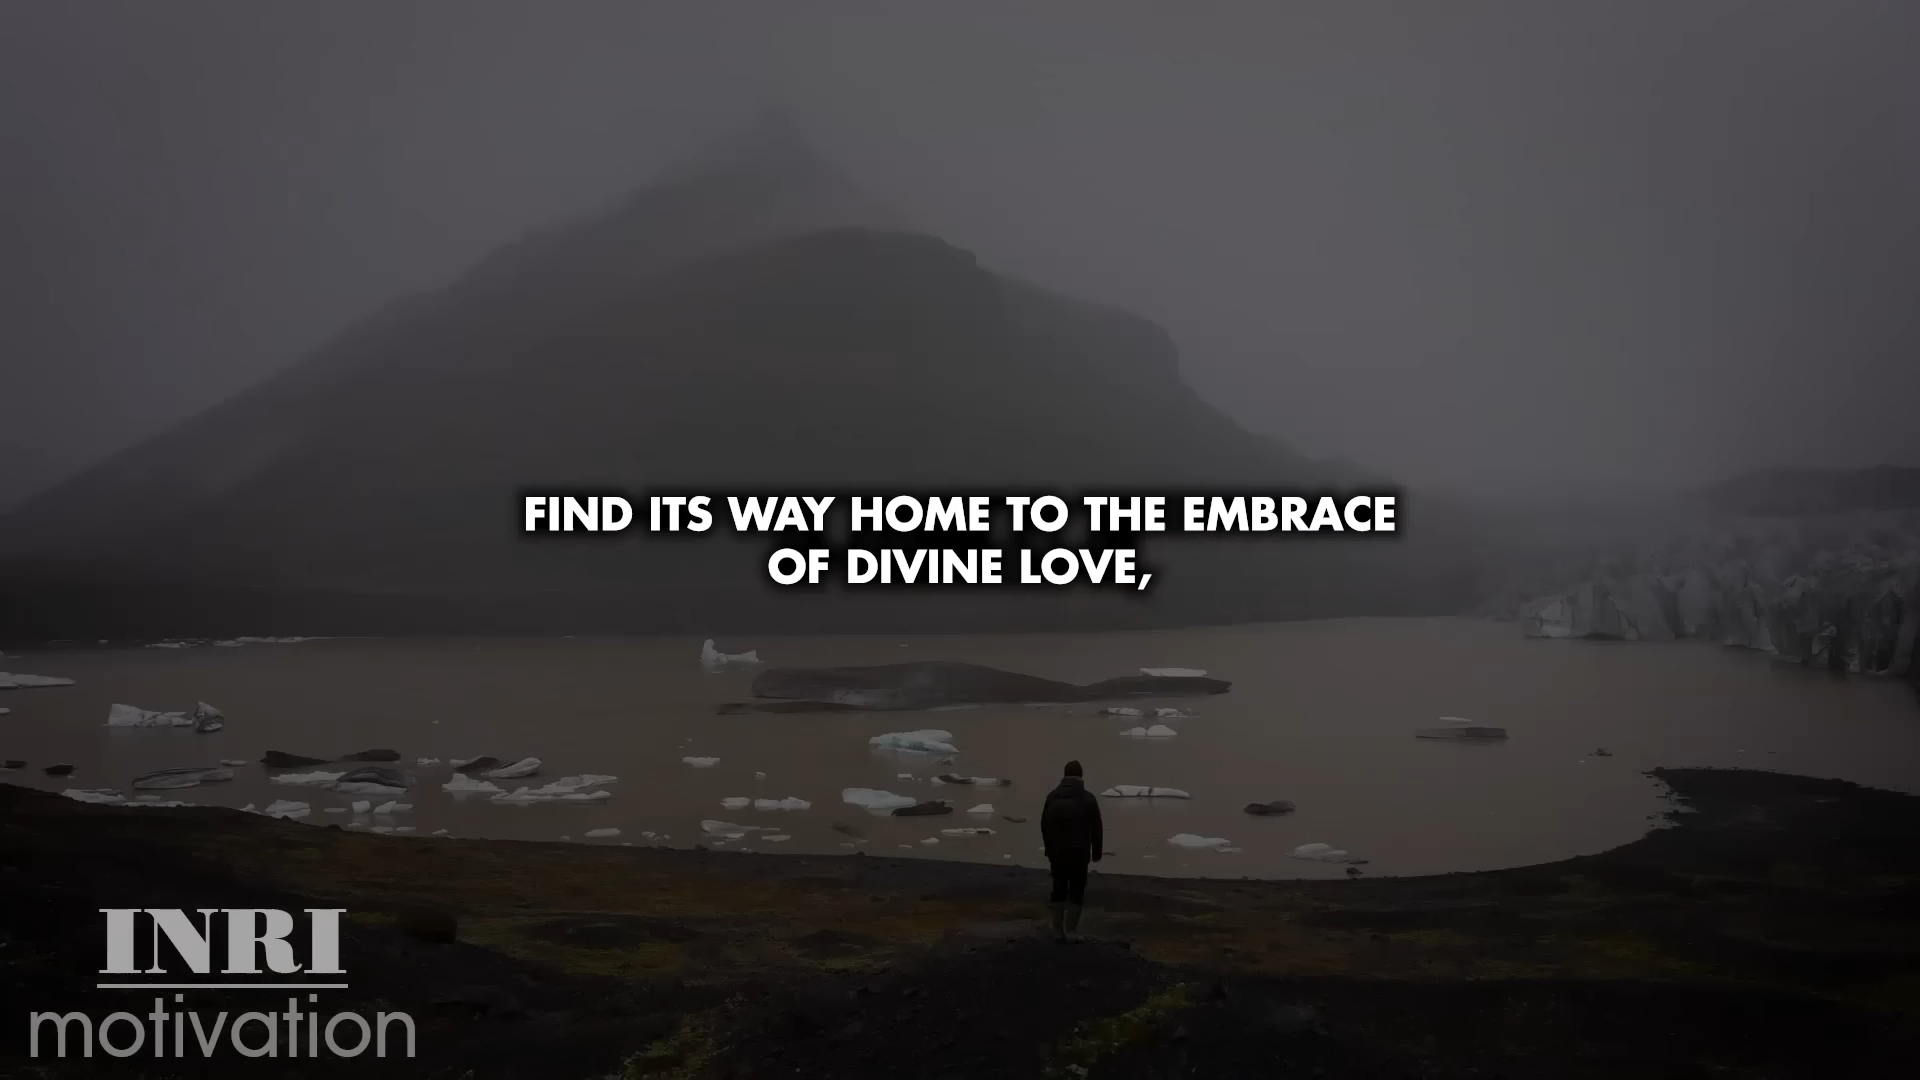 FIND ITS WAY HOME TO THE EMBRACE
OF DIVINE LOVE,
INRI
motivation